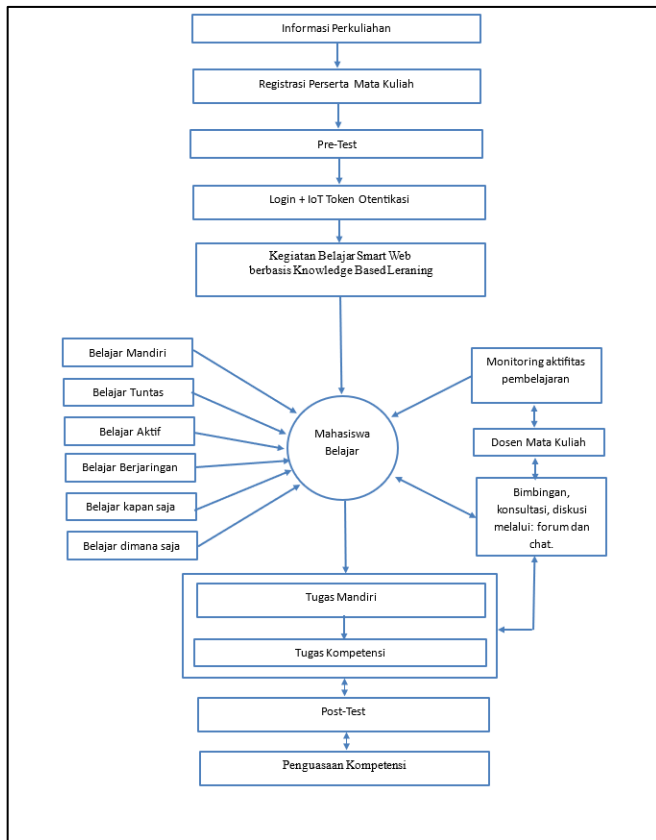 Informasi Perkuliahan
Registrasi Perserta Mata Kuliah
Pre-Test
Login + IoT Token Otentikasi
Kegiatan Belajar Smart Web
berbasis Knowledge Based Leraning
Belajar Mandiri
Belajar Tuntas
Belajar Aktif
Belajar Berjaringan
Belajar kapan saja
Belajar dimana saja
Mahasiswa
Belajar
Monitoring aktifitas
pembelajaran
Dosen Mata Kuliah
Bimbingan,
konsultasi, diskusi
melalui: forum dan
chat.
Tugas Mandiri
Tugas Kompetensi
Post-Test
Penguasaan Kompetensi